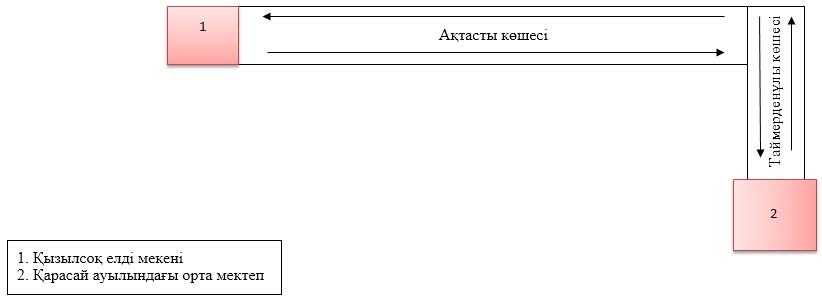 1
Ақтасты көшесі
Таймерденұлы көшесі
2
1. Қызылсоқ елді мекені
2. Қарасай ауылындағы орта мектеп